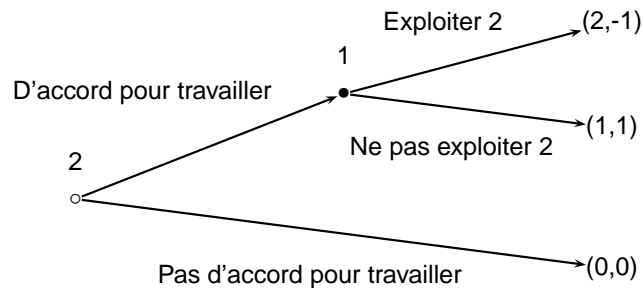 Exploiter 2
(2,-1)
1
D'accord pour travailler
(1,1)
Ne pas exploiter 2
2
(0,0)
Pas d'accord pour travailler